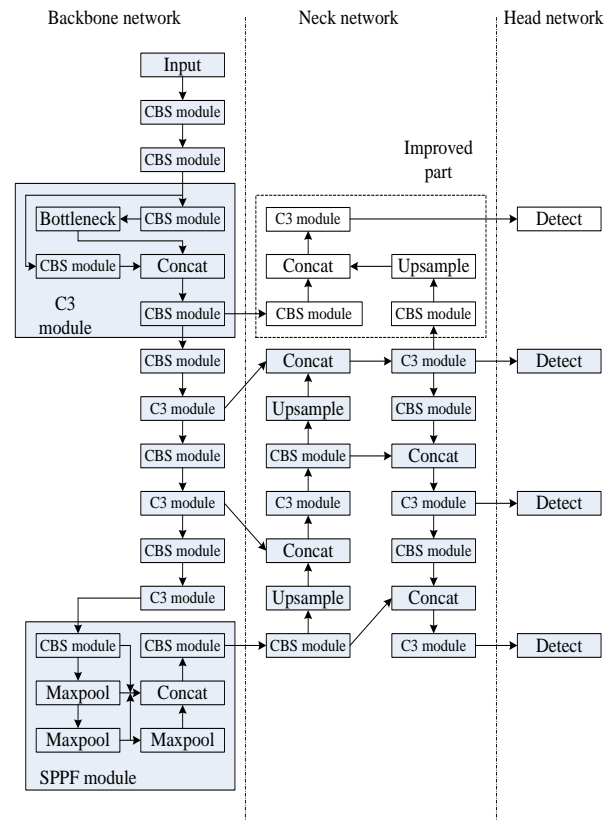 Backbone network
Neck network
Head network
Input
CBS module
CBS module
Improved
part
Bottleneck
CBS module
C3 module
Detect
CBS module
Concat
Concat
Upsample
C3
module
CBS module
CBS module
CBS module
CBS module
Concat
C3 module
Detect
C3 module
Upsample
CBS module
CBS module
CBS module
Concat
C3 module
C3 module
C3 module
Detect
CBS module
Concat
CBS module
C3 module
Upsample
Concat
CBS module
CBS module
CBS module
C3 module
Detect
Maxpool
Concat
Maxpool
Maxpool
SPPF module